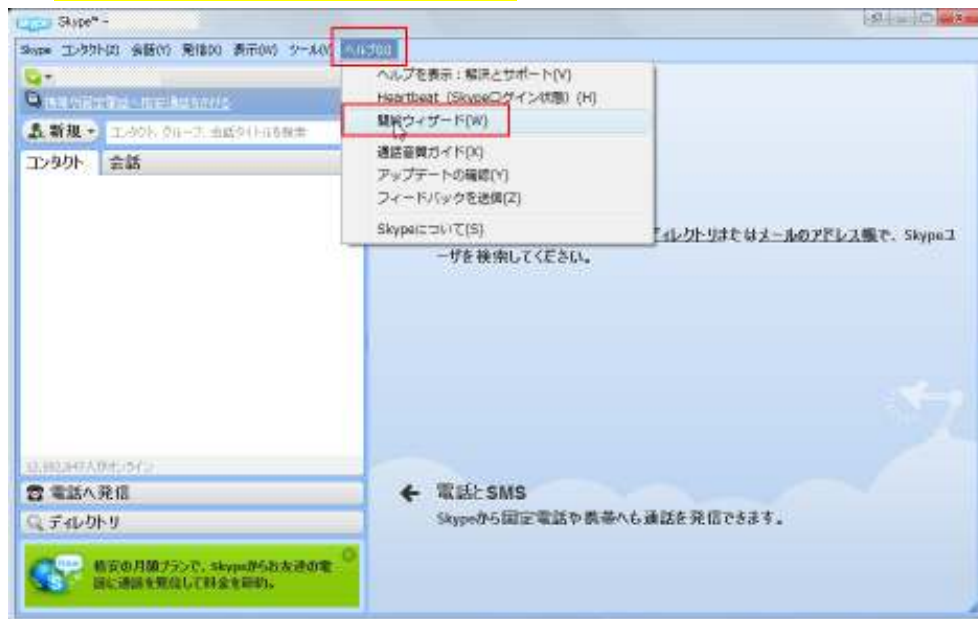 Skype™ -
Skype コンタクト(Z) 会話(Y) 発信(X) 表示(W) ツール(V) ヘルプ(U)
ヘルプを表示：解決とサポート(V)
Heartbeat（Skypeログイン状態）(H)
開始ウィザード(W)
通話音質ガイド(X)
アップデートの確認(Y)
フィードバックを送信(Z)
Skypeについて(S)
新規
コンタクト、グループ、会話タイトルを検索
コンタクト 会話
ィレクトリまたはメールのアドレス帳で、Skypeユ
ーザを検索してください。
人がオンライン
電話へ発信
ディレクトリ
電話とSMS
Skypeから固定電話や携帯へも通話を発信できます。
格安の月額プランで、Skypeからお友達の電
話に通話を発信して料金を節約。